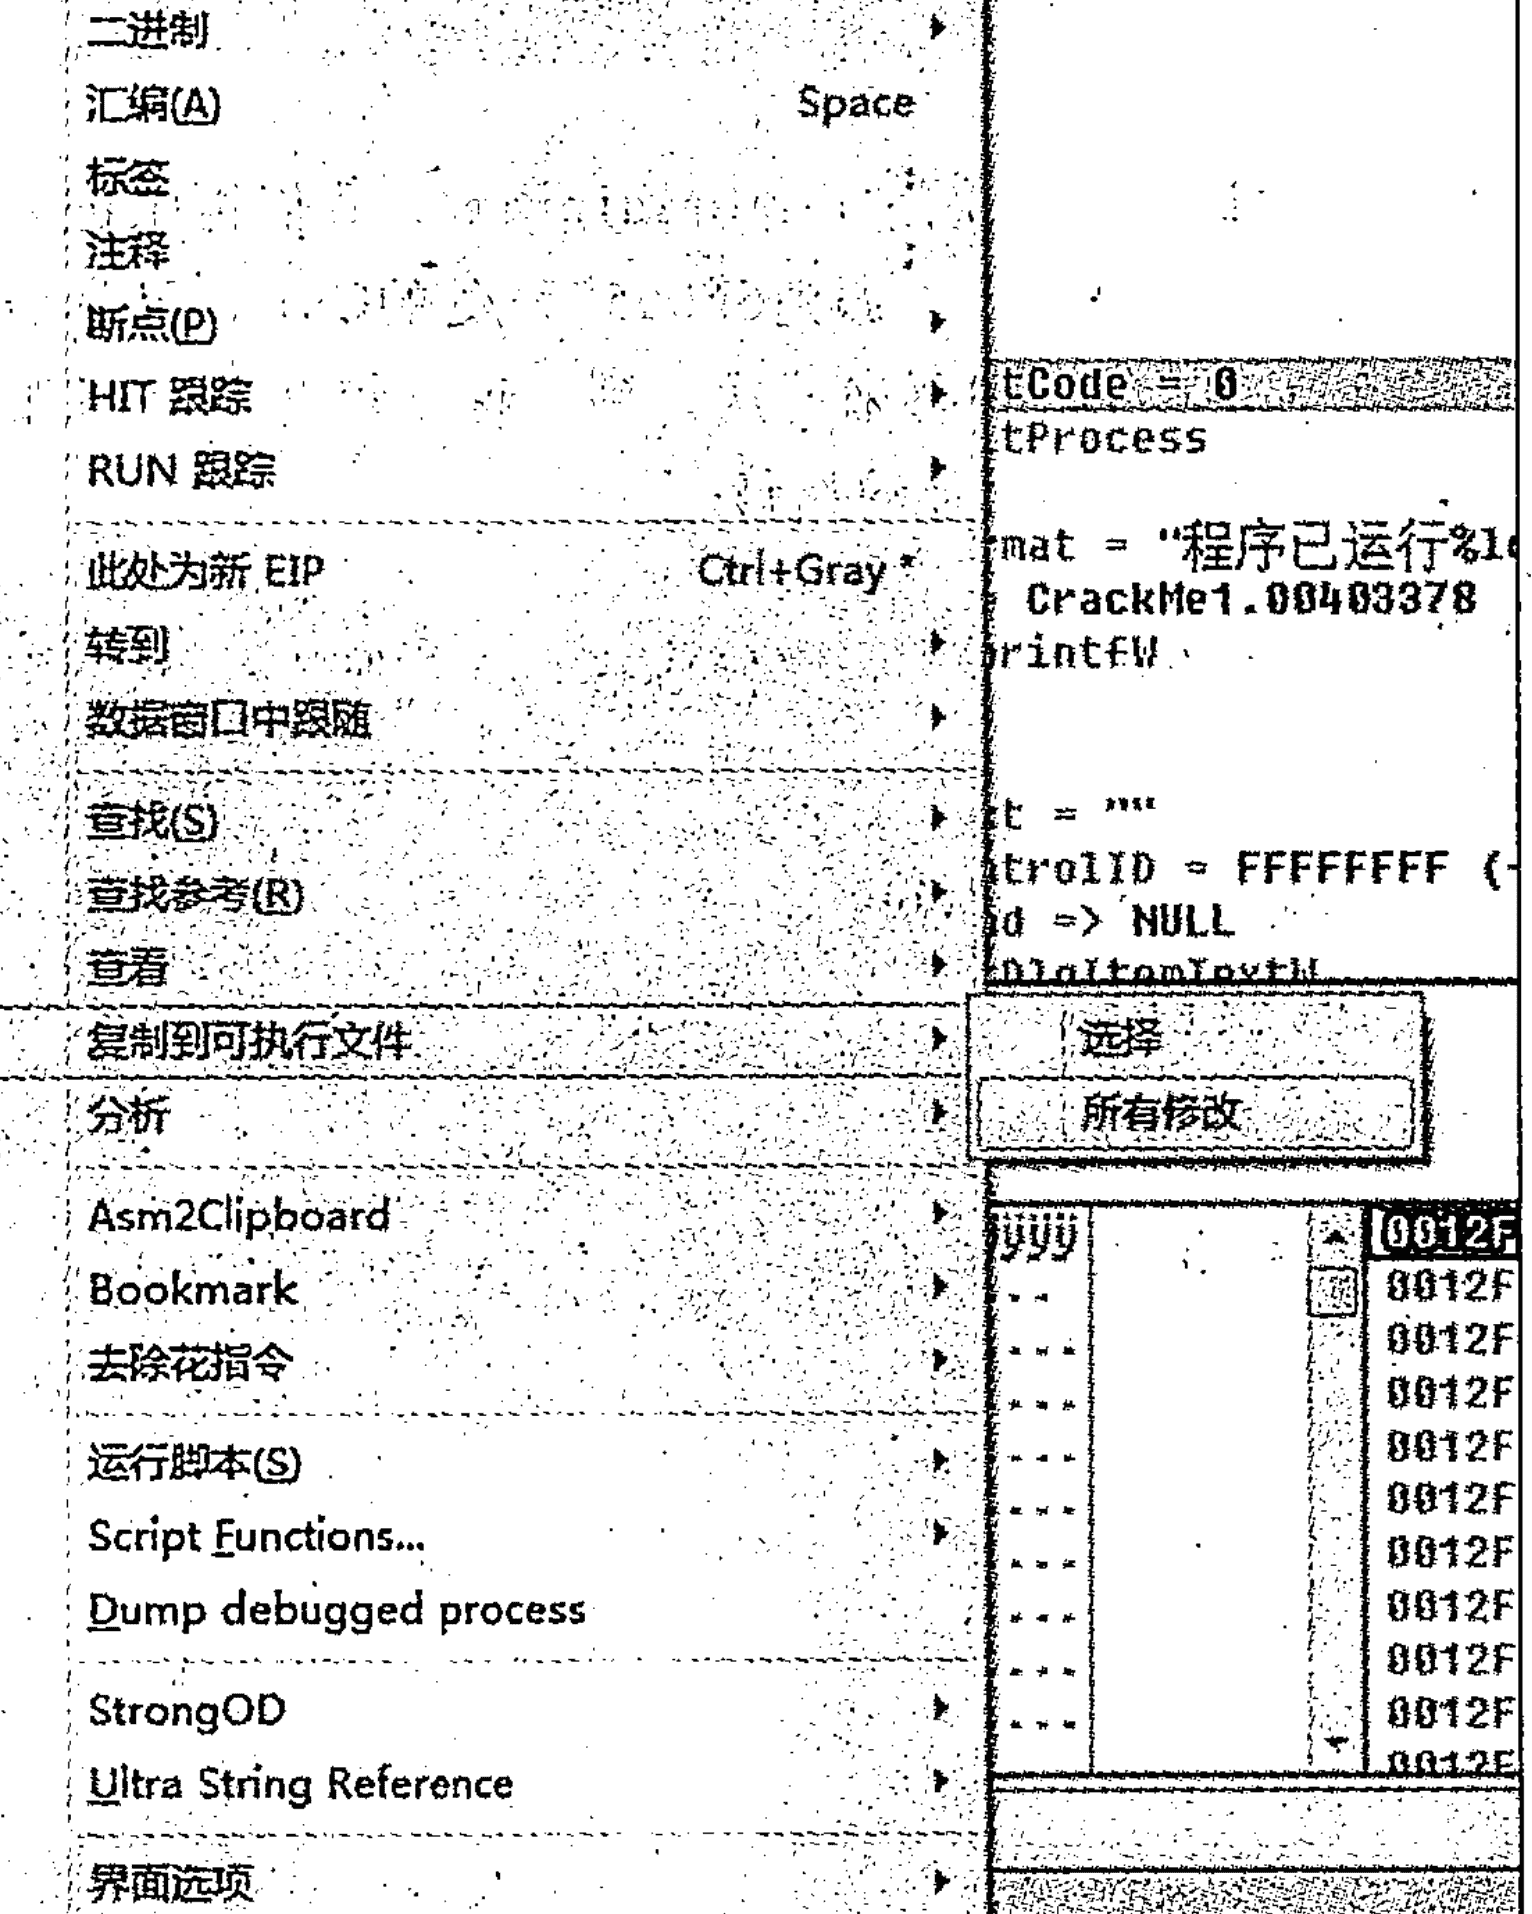 二进制
汇编(A) Space
标签 :
注释 ;
断点(P)
HIT 跟踪
RUN 跟踪
此处为新 EIP Ctrl+Gray *
转到
数据窗口中跟随
查找(S)
查找参考(R)
查看
复制到可执行文件
分析
Asm2Clipboard
Bookmark
去除花指令
运行脚本(S)
Script Functions...
Dump debugged process
StrongOD
Ultra String Reference
界面选项
选择
所有修改
tCode = 0
tProcess
mat = "程序已运行%1
CrackMe1.00403378
rintfW
t = ""
trolID = FFFFFFFF (-
d => NULL
DlgItemTextW
ÿÿÿ
..
...
...
...
...
...
...
...
...
0012F
0012F
0012F
0012F
0012F
0012F
0012F
0012F
0012F
0012F
0012F